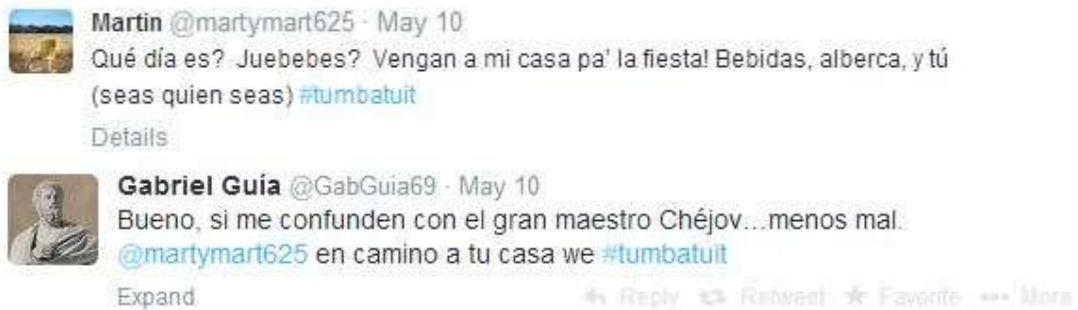 Martin @martymart625 · May 10
Qué día es? Juebebes? Vengan a mi casa pa' la fiesta! Bebidas, alberca, y tú
(seas quien seas) #tumbatuit
Details
Gabriel Guía @GabGuia69 · May 10
Bueno, si me confunden con el gran maestro Chéjov...menos mal.
@martymart625 en camino a tu casa we #tumbatuit
Expand Reply Retweet Favorite More